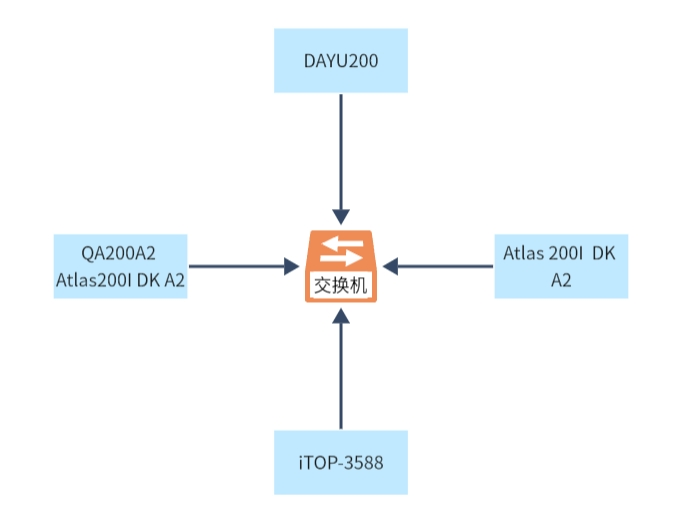 DAYU200
QA200A2
Atlas200I DK A2
交换机
Atlas 200I  DK
A2
iTOP-3588